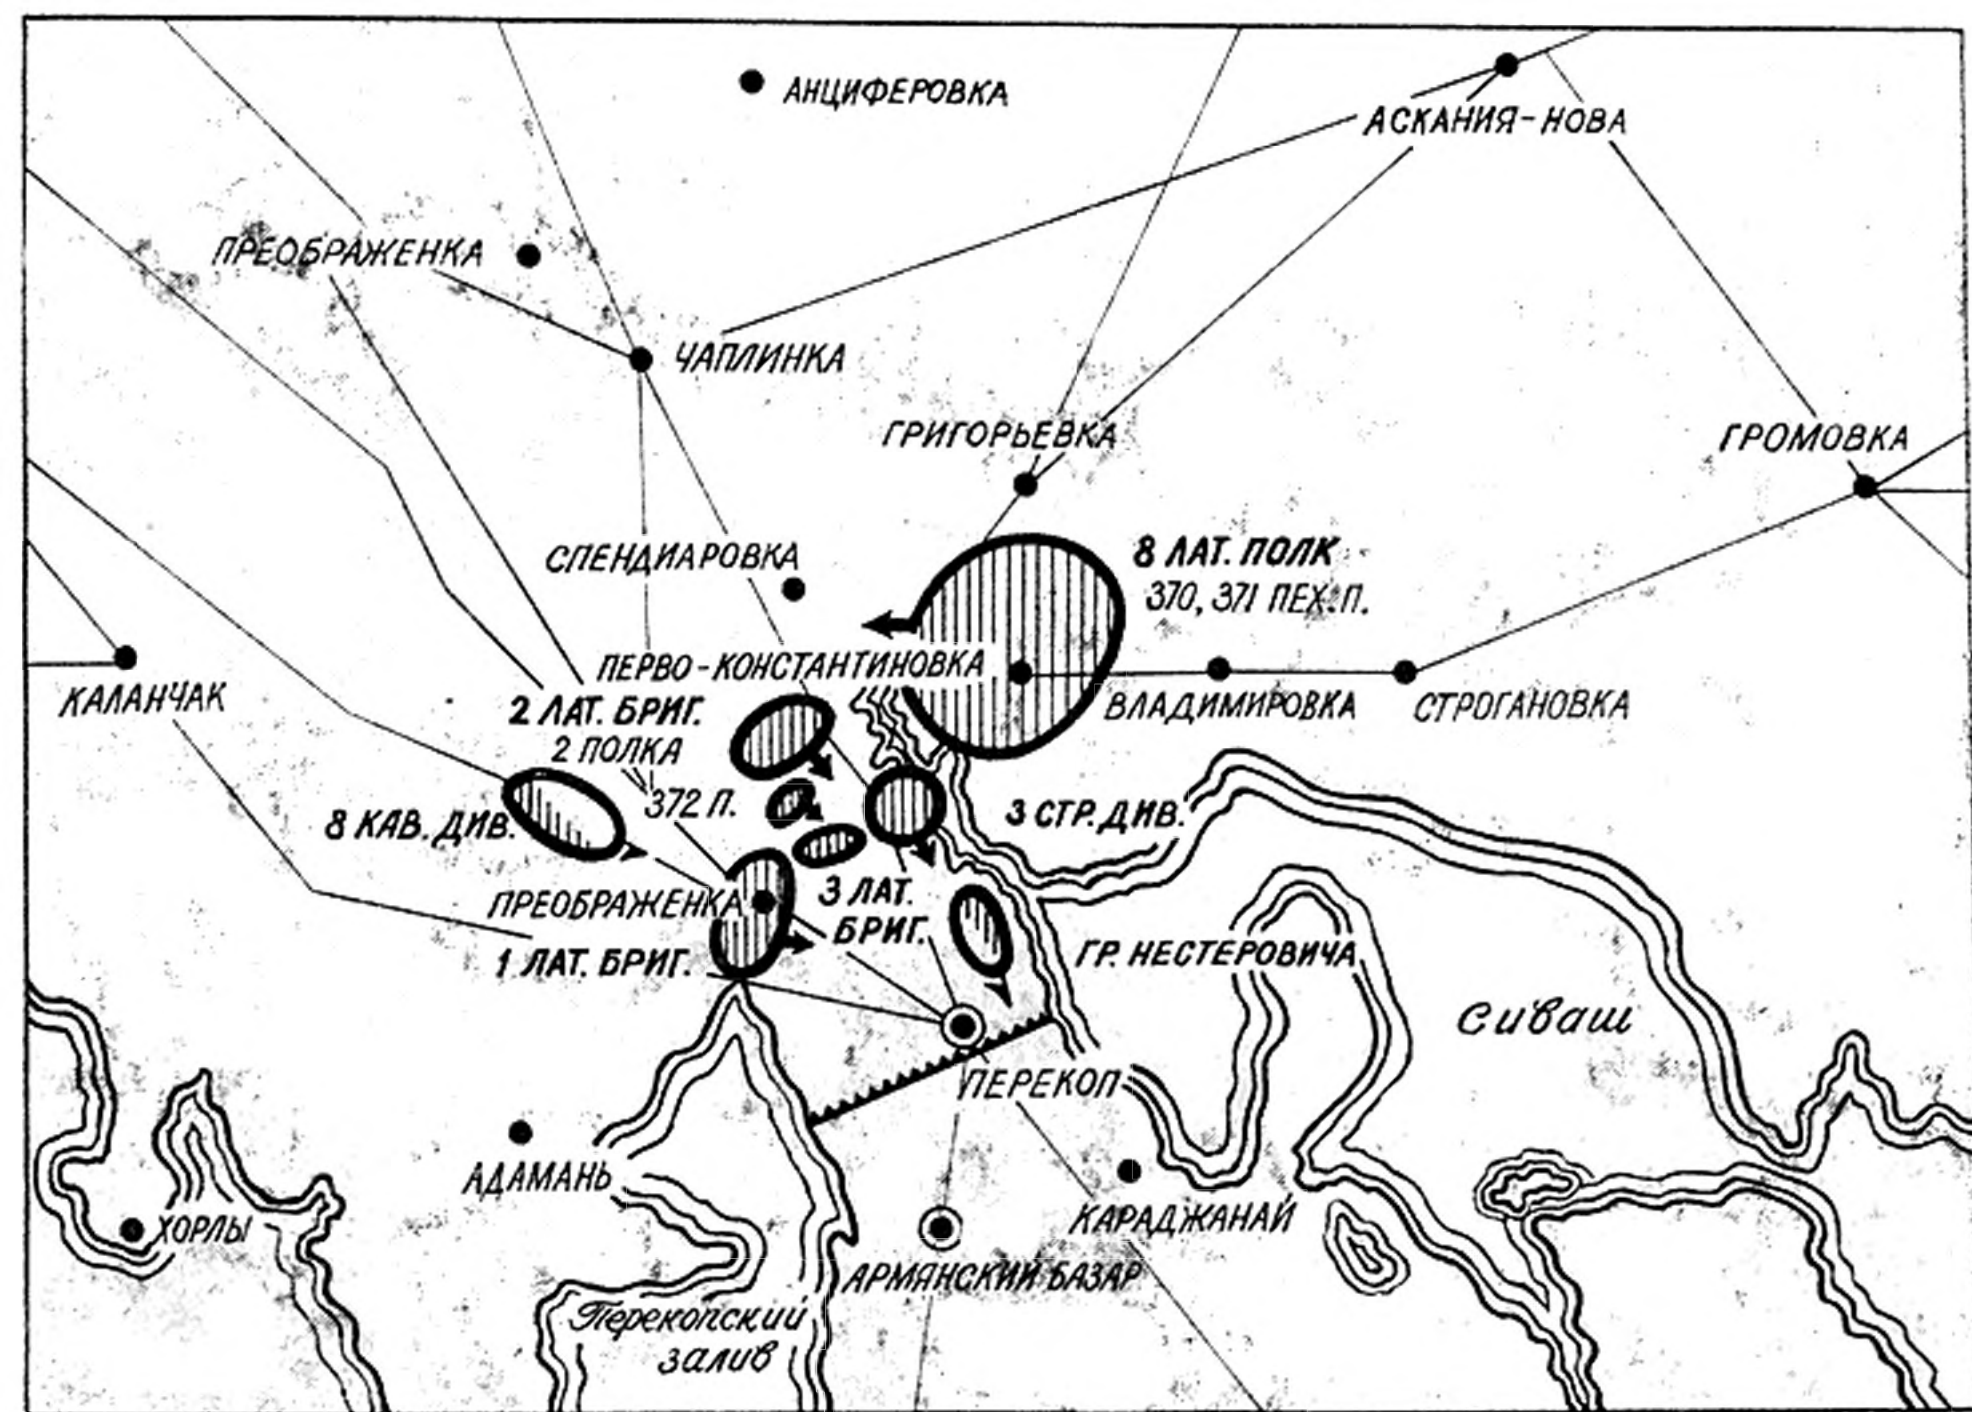 АНЦИФЕРОВКА
АСКАНИЯ-НОВА
ПРЕОБРАЖЕНКА
ЧАПЛИНКА
ГРИГОРЬЕВКА
ГРОМОВКА
СПЕНДИАРОВКА
8 ЛАТ. ПОЛК
370, 371 ПЕХ. П.
ПЕРВО-КОНСТАНТИНОВКА
КАЛАНЧАК
2 ЛАТ. БРИГ.
2 ПОЛКА
ВЛАДИМИРОВКА
СТРОГАНОВКА
372 П.
8 КАВ. ДИВ.
3 СТР. ДИВ.
ПРЕОБРАЖЕНКА
3 ЛАТ.
БРИГ.
1 ЛАТ. БРИГ.
ГР. НЕСТЕРОВИЧА
Сиваш
ПЕРЕКОП
АДАМАНЬ
ХОРЛЫ
КАРАДЖАНАЙ
АРМЯНСКИЙ БАЗАР
Перекопский
залив